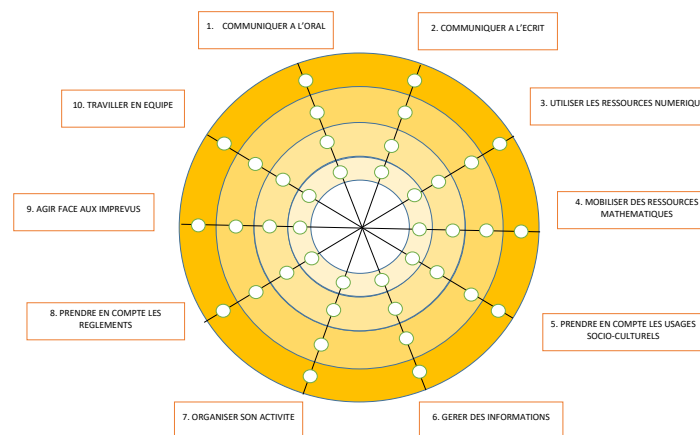 1. COMMUNIQUER A L'ORAL
2. COMMUNIQUER A L'ECRIT
3. UTILISER LES RESSOURCES NUMERIQU
4. MOBILISER DES RESSOURCES
MATHEMATIQUES
5. PRENDRE EN COMPTE LES USAGES
SOCIO-CULTURELS
6. GERER DES INFORMATIONS
7. ORGANISER SON ACTIVITE
8. PRENDRE EN COMPTE LES
REGLEMENTS
9. AGIR FACE AUX IMPREVUS
10. TRAVILLER EN EQUIPE